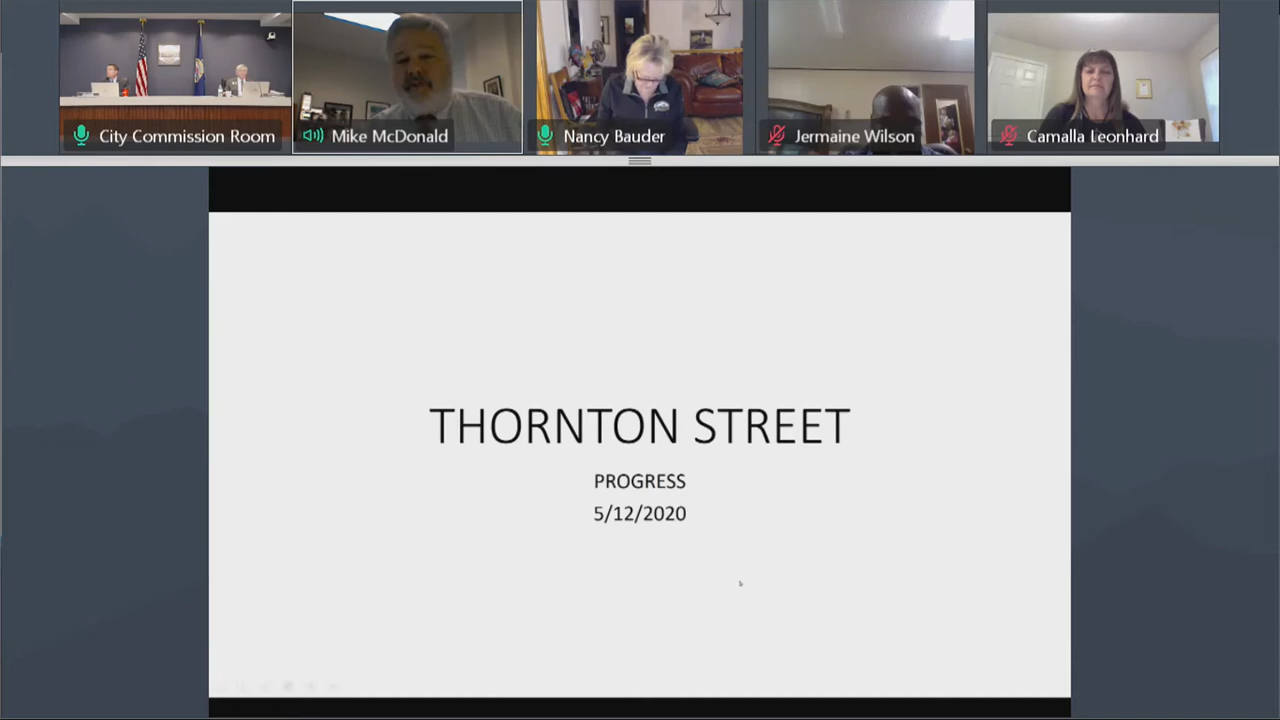 City Commission Room
Mike McDonald
Nancy Bauder
Jermaine Wilson
Camalla Leonhard
THORNTON STREET
PROGRESS
5/12/2020